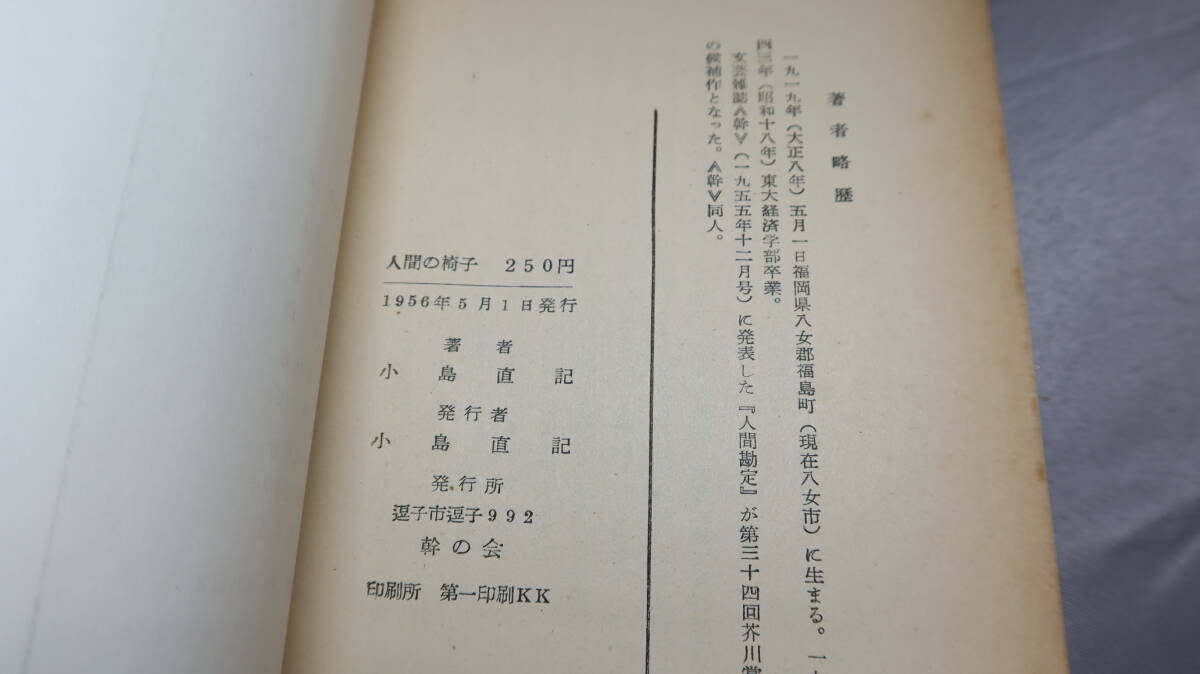 著者略歴
一九一九年（大正八年）五月一日福岡県八女郡福島町（現在八女市）に生まる。一
四三年（昭和十八年）東大経済学部卒業。
文芸雑誌≪幹≫（一九五五年十二月号）に発表した『人間勘定』が第三十四回芥川賞
の候補作となった。≪幹≫同人。
人間の椅子　250円
1956年5月1日発行
著者
小島直記
発行者
小島直記
発行所
逗子市逗子992
幹の会
印刷所　第一印刷KK